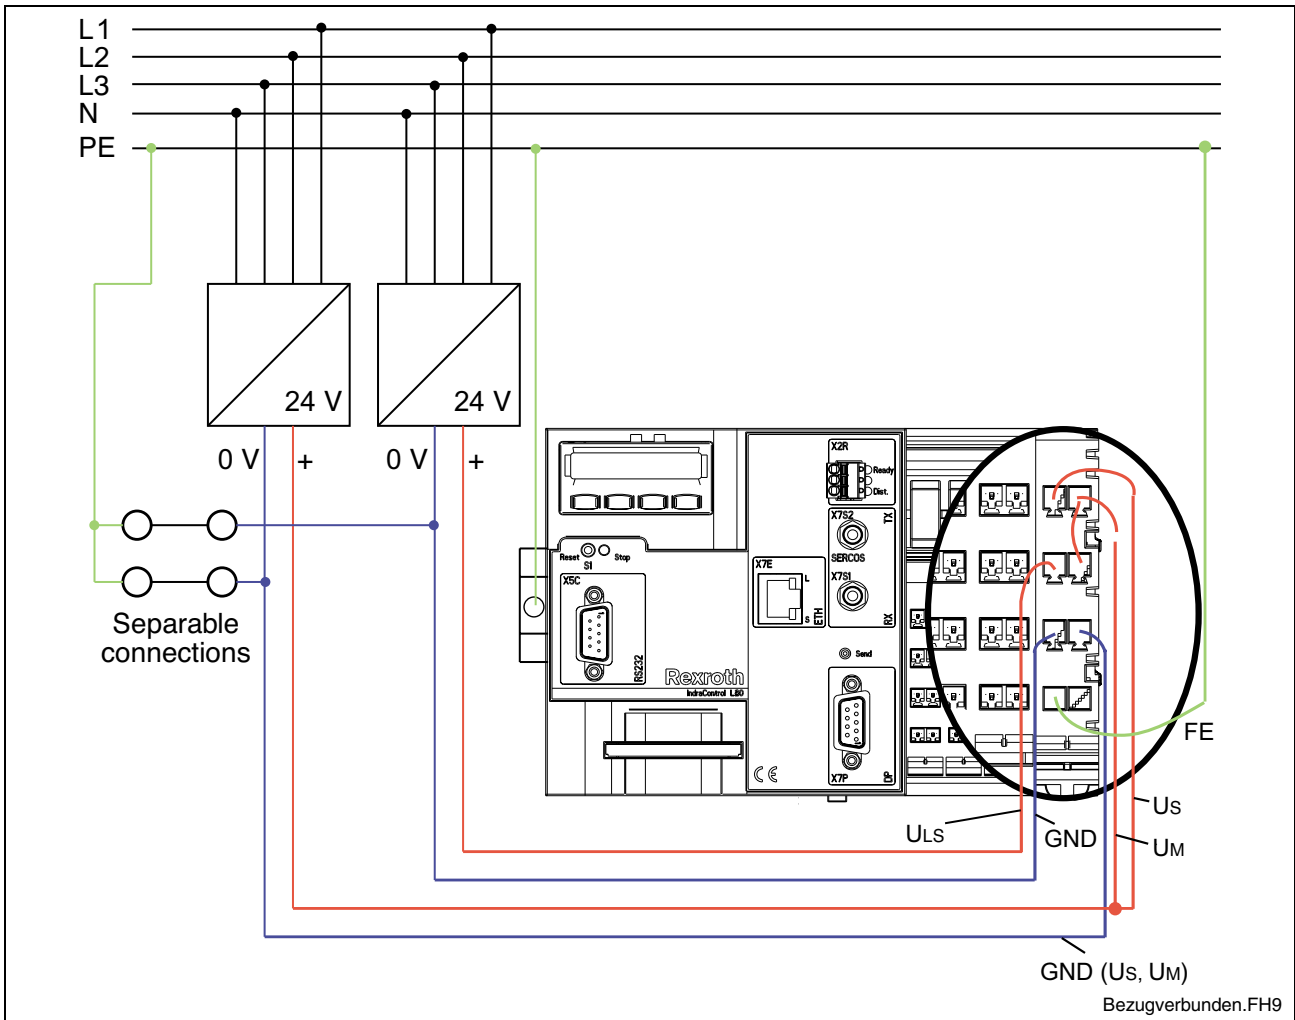 L1
L2
L3
N
PE
24 V
24 V
0 V
+
0 V
+
Separable
connections
X2R
Ready
Dist.
X7S2
TX
SERCOS
X7S1
RX
Reset
Stop
S1
X5C
RS232
X7E
L
S
ETH
Send
Rexroth
IndraControl L80
X7P
DP
CE
FE
ULS
GND
US
UM
GND (US, UM)
Bezugverbunden.FH9